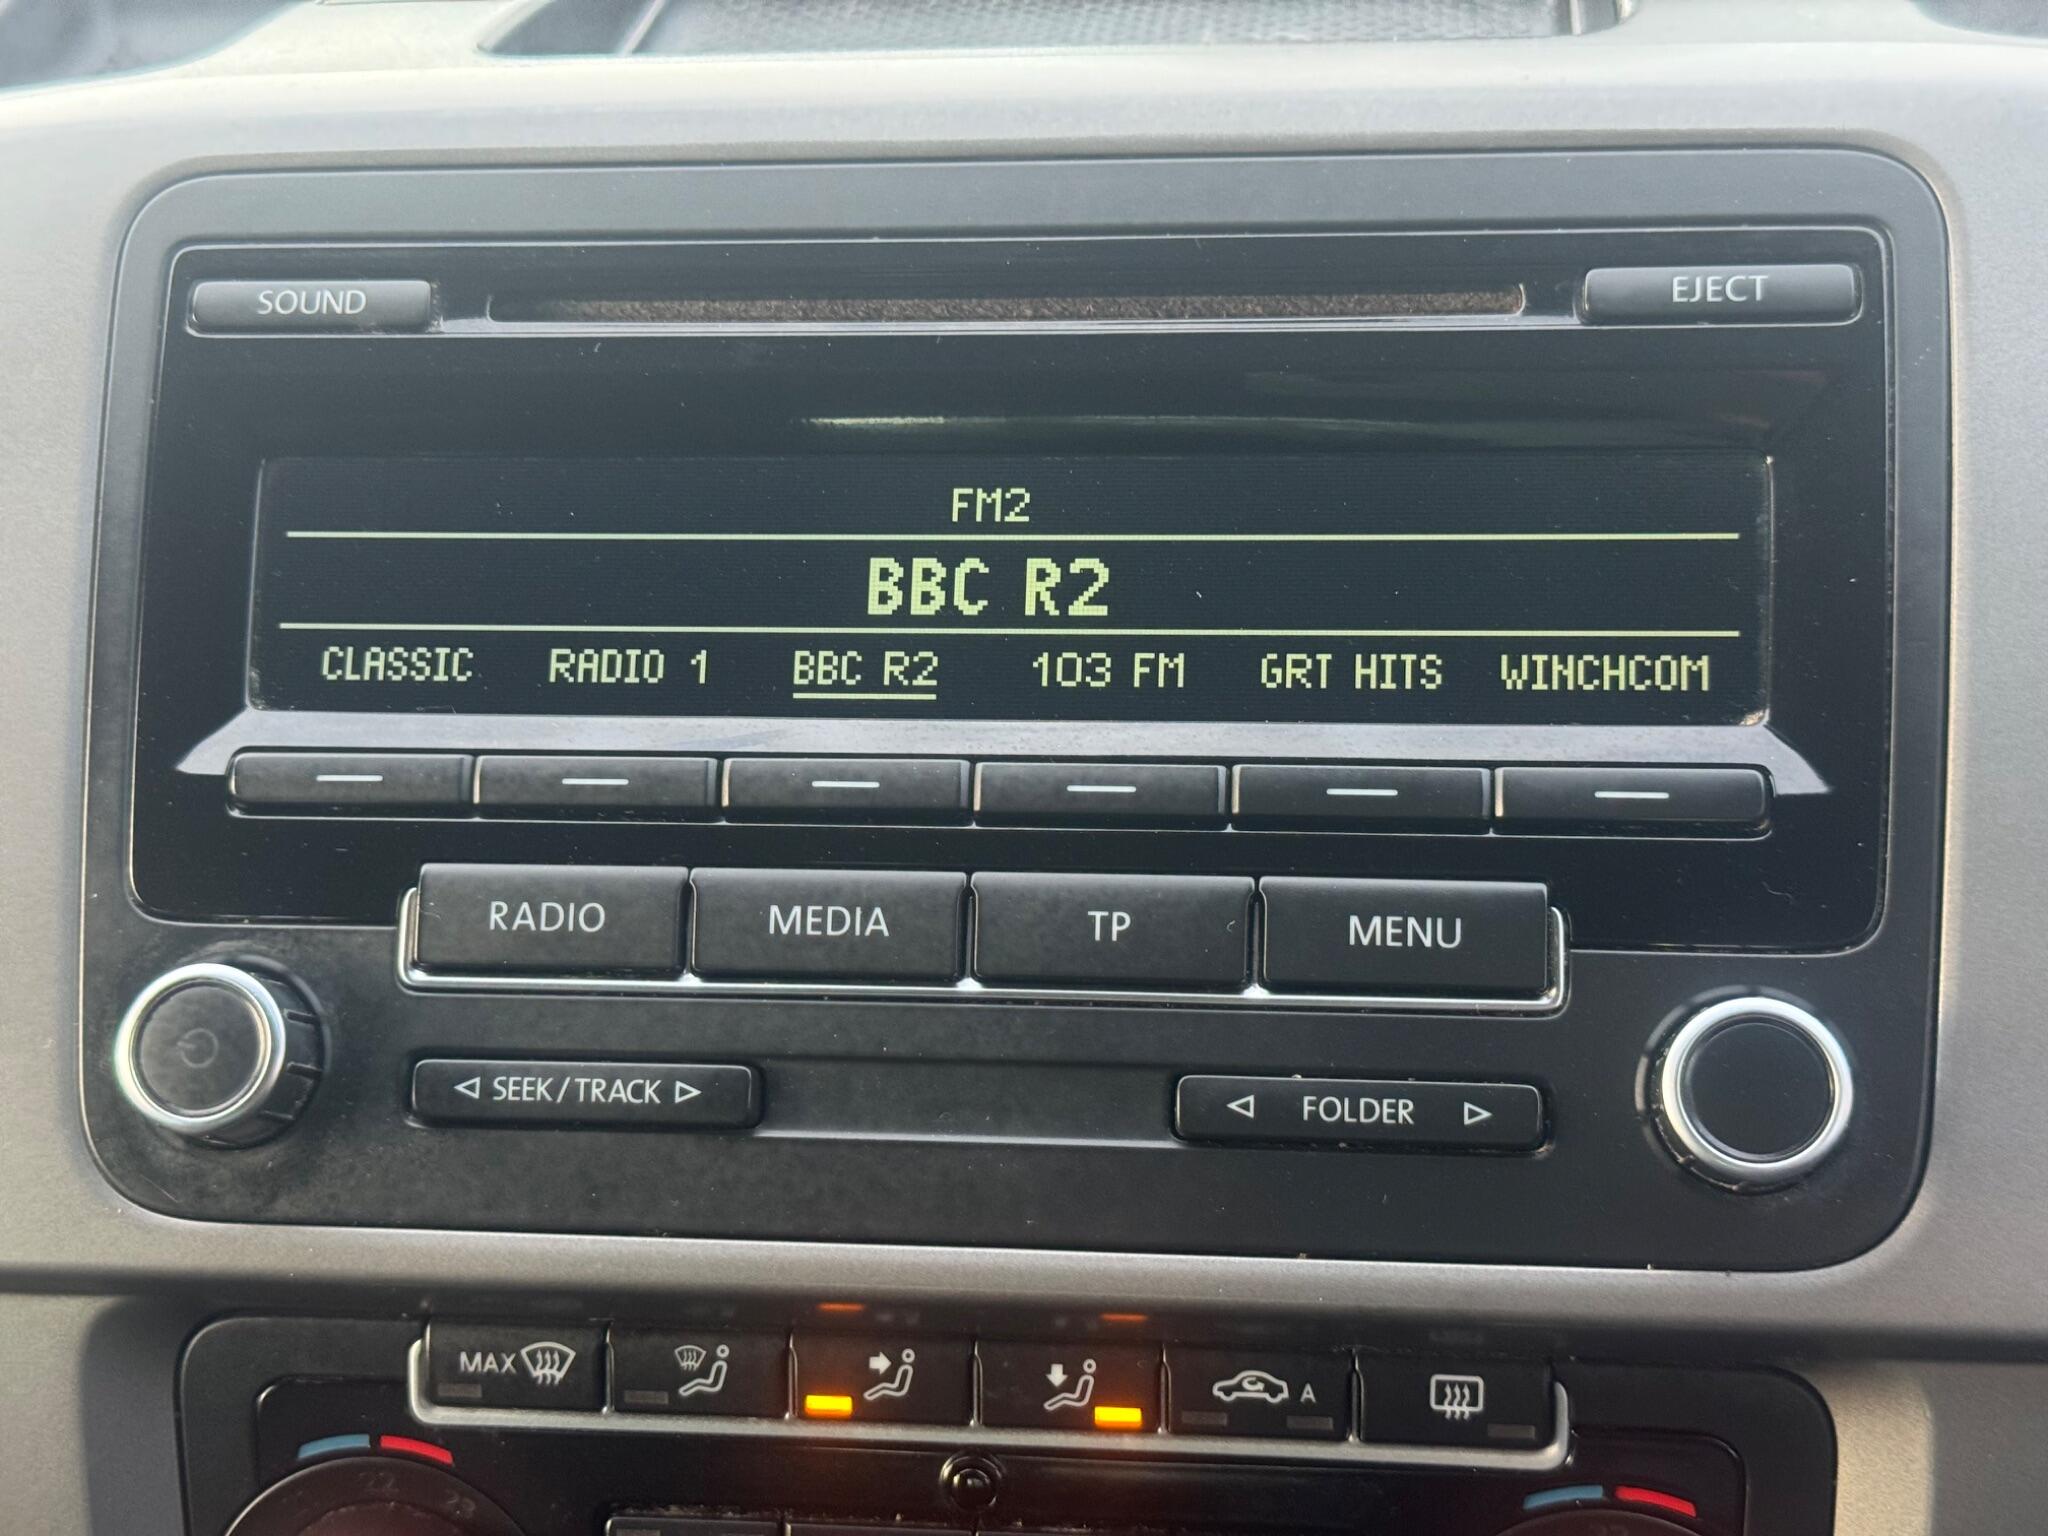 SOUND EJECT
FM2
BBC R2
CLASSIC RADIO 1 BBC R2 103 FM GRT HITS WINCHCOM
RADIO MEDIA TP MENU
SEEK/TRACK FOLDER
MAX A
22